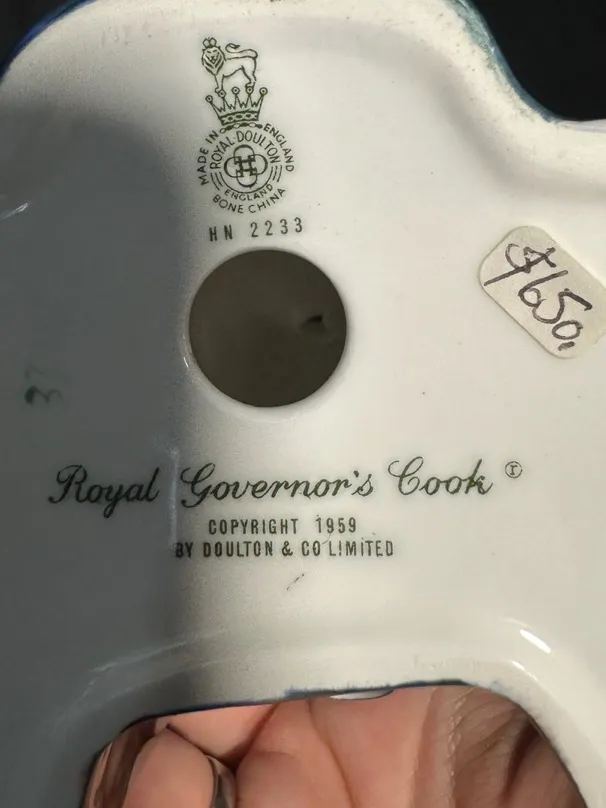 MADE IN ENGLAND
ROYAL DOULTON
ENGLAND
BONE CHINA
HN 2233
$650.
Royal Governor's Cook ®
COPYRIGHT 1959
BY DOULTON & CO LIMITED